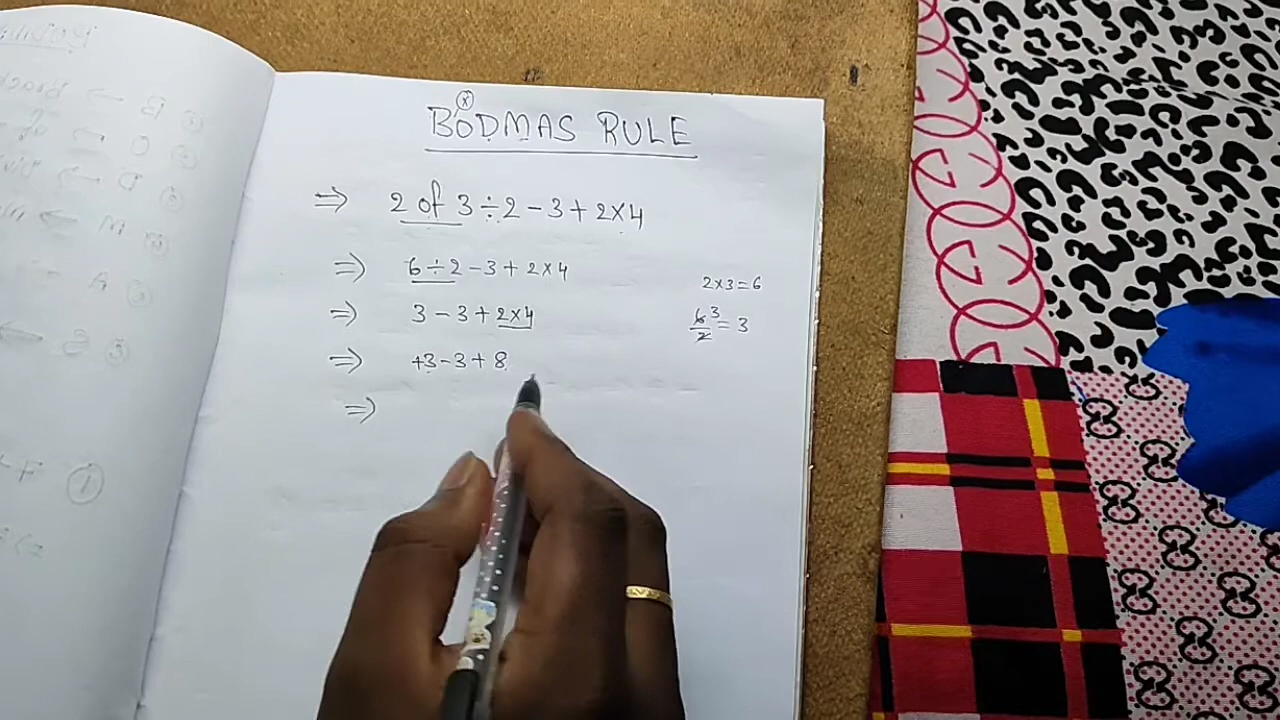 (x)
BODMAS RULE
⇒ 2 of 3 ÷ 2 - 3 + 2 × 4
⇒ 6 ÷ 2 - 3 + 2 × 4
2 × 3 = 6
⇒ 3 - 3 + 2 × 4
6 3 / 2 = 3
⇒ +3 - 3 + 8
⇒